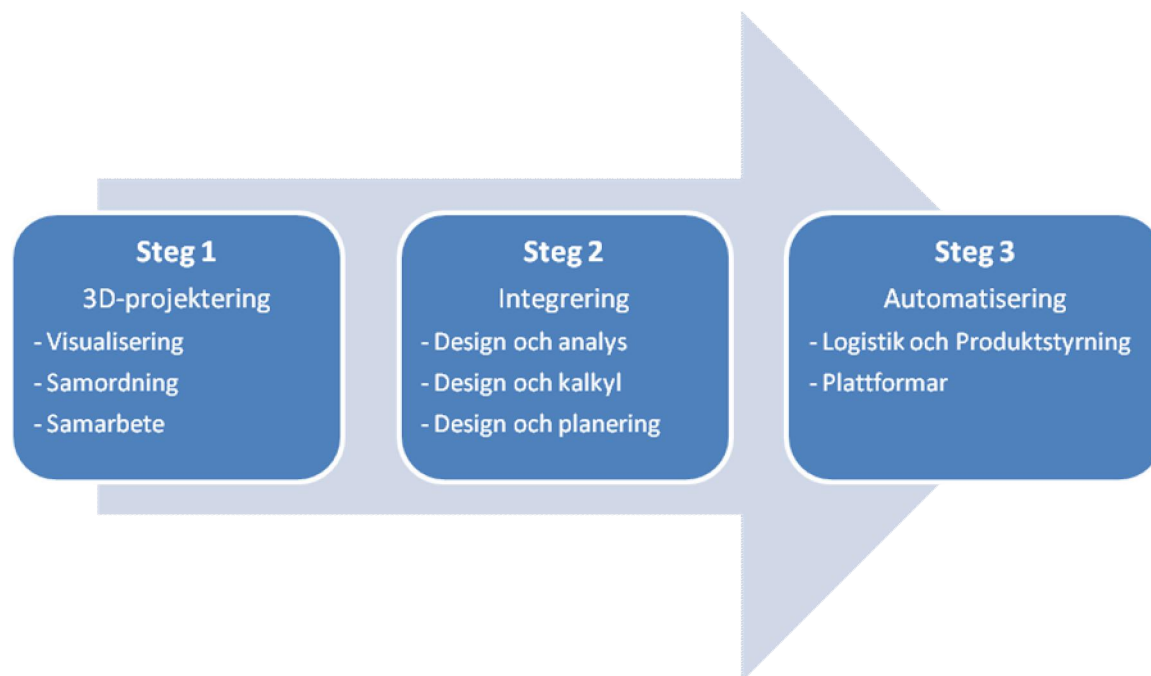 Steg 1
3D-projektering
- Visualisering
- Samordning
- Samarbete
Steg 2
Integrering
- Design och analys
- Design och kalkyl
- Design och planering
Steg 3
Automatisering
- Logistik och Produktstyrning
- Plattformar